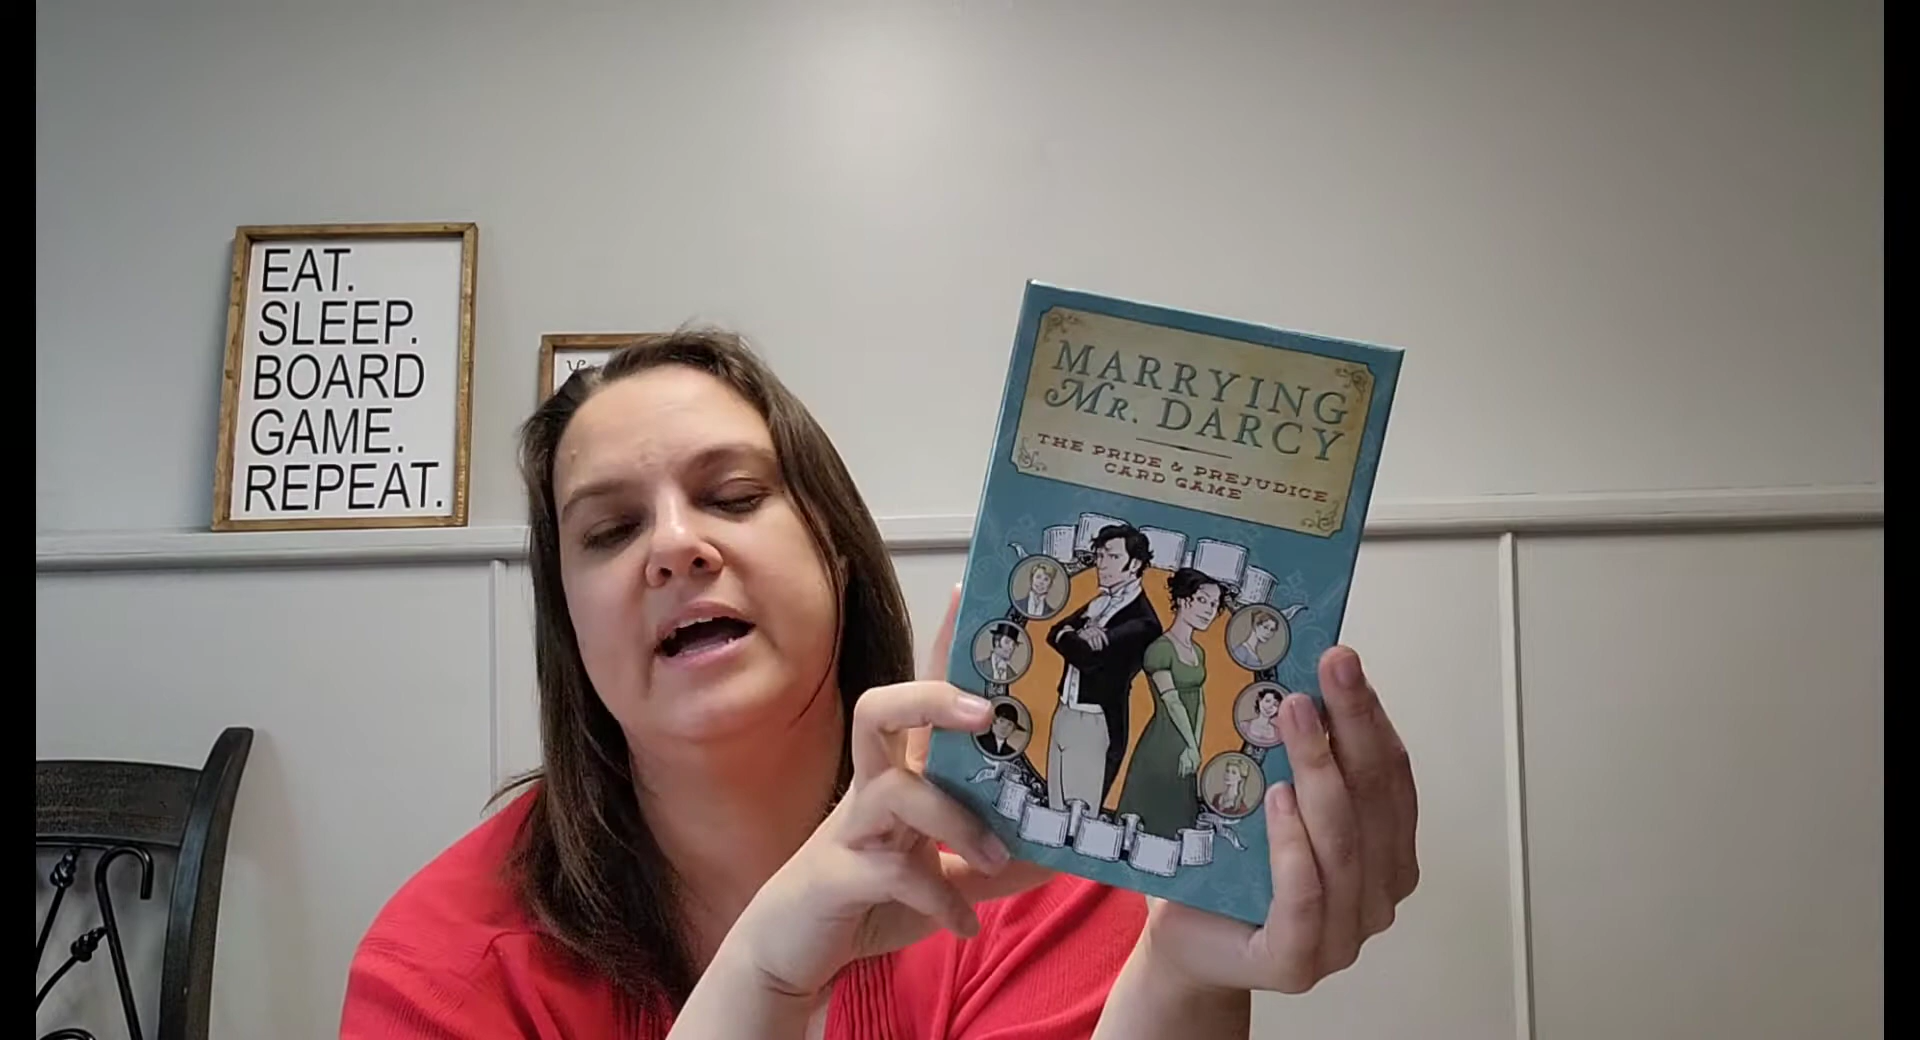 EAT.
SLEEP.
BOARD
GAME.
REPEAT.
MARRYING
MR. DARCY
THE PRIDE & PREJUDICE
CARD GAME